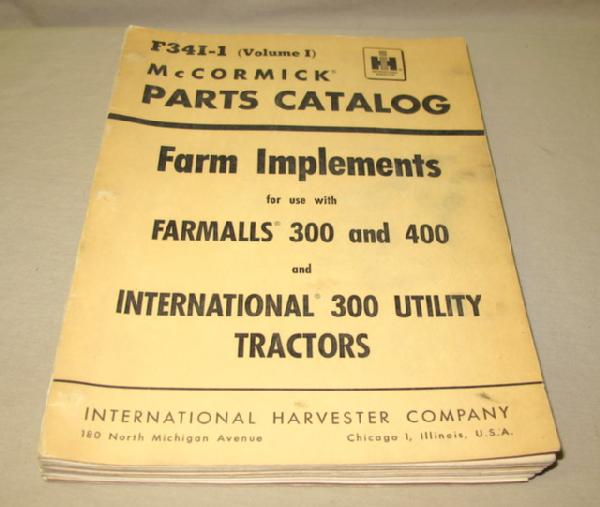 F34I-1 (Volume I)
McCORMICK®
PARTS CATALOG
IH
Farm Implements
for use with
FARMALLS® 300 and 400
and
INTERNATIONAL® 300 UTILITY
TRACTORS
INTERNATIONAL HARVESTER COMPANY
180 North Michigan Avenue Chicago 1, Illinois, U.S.A.